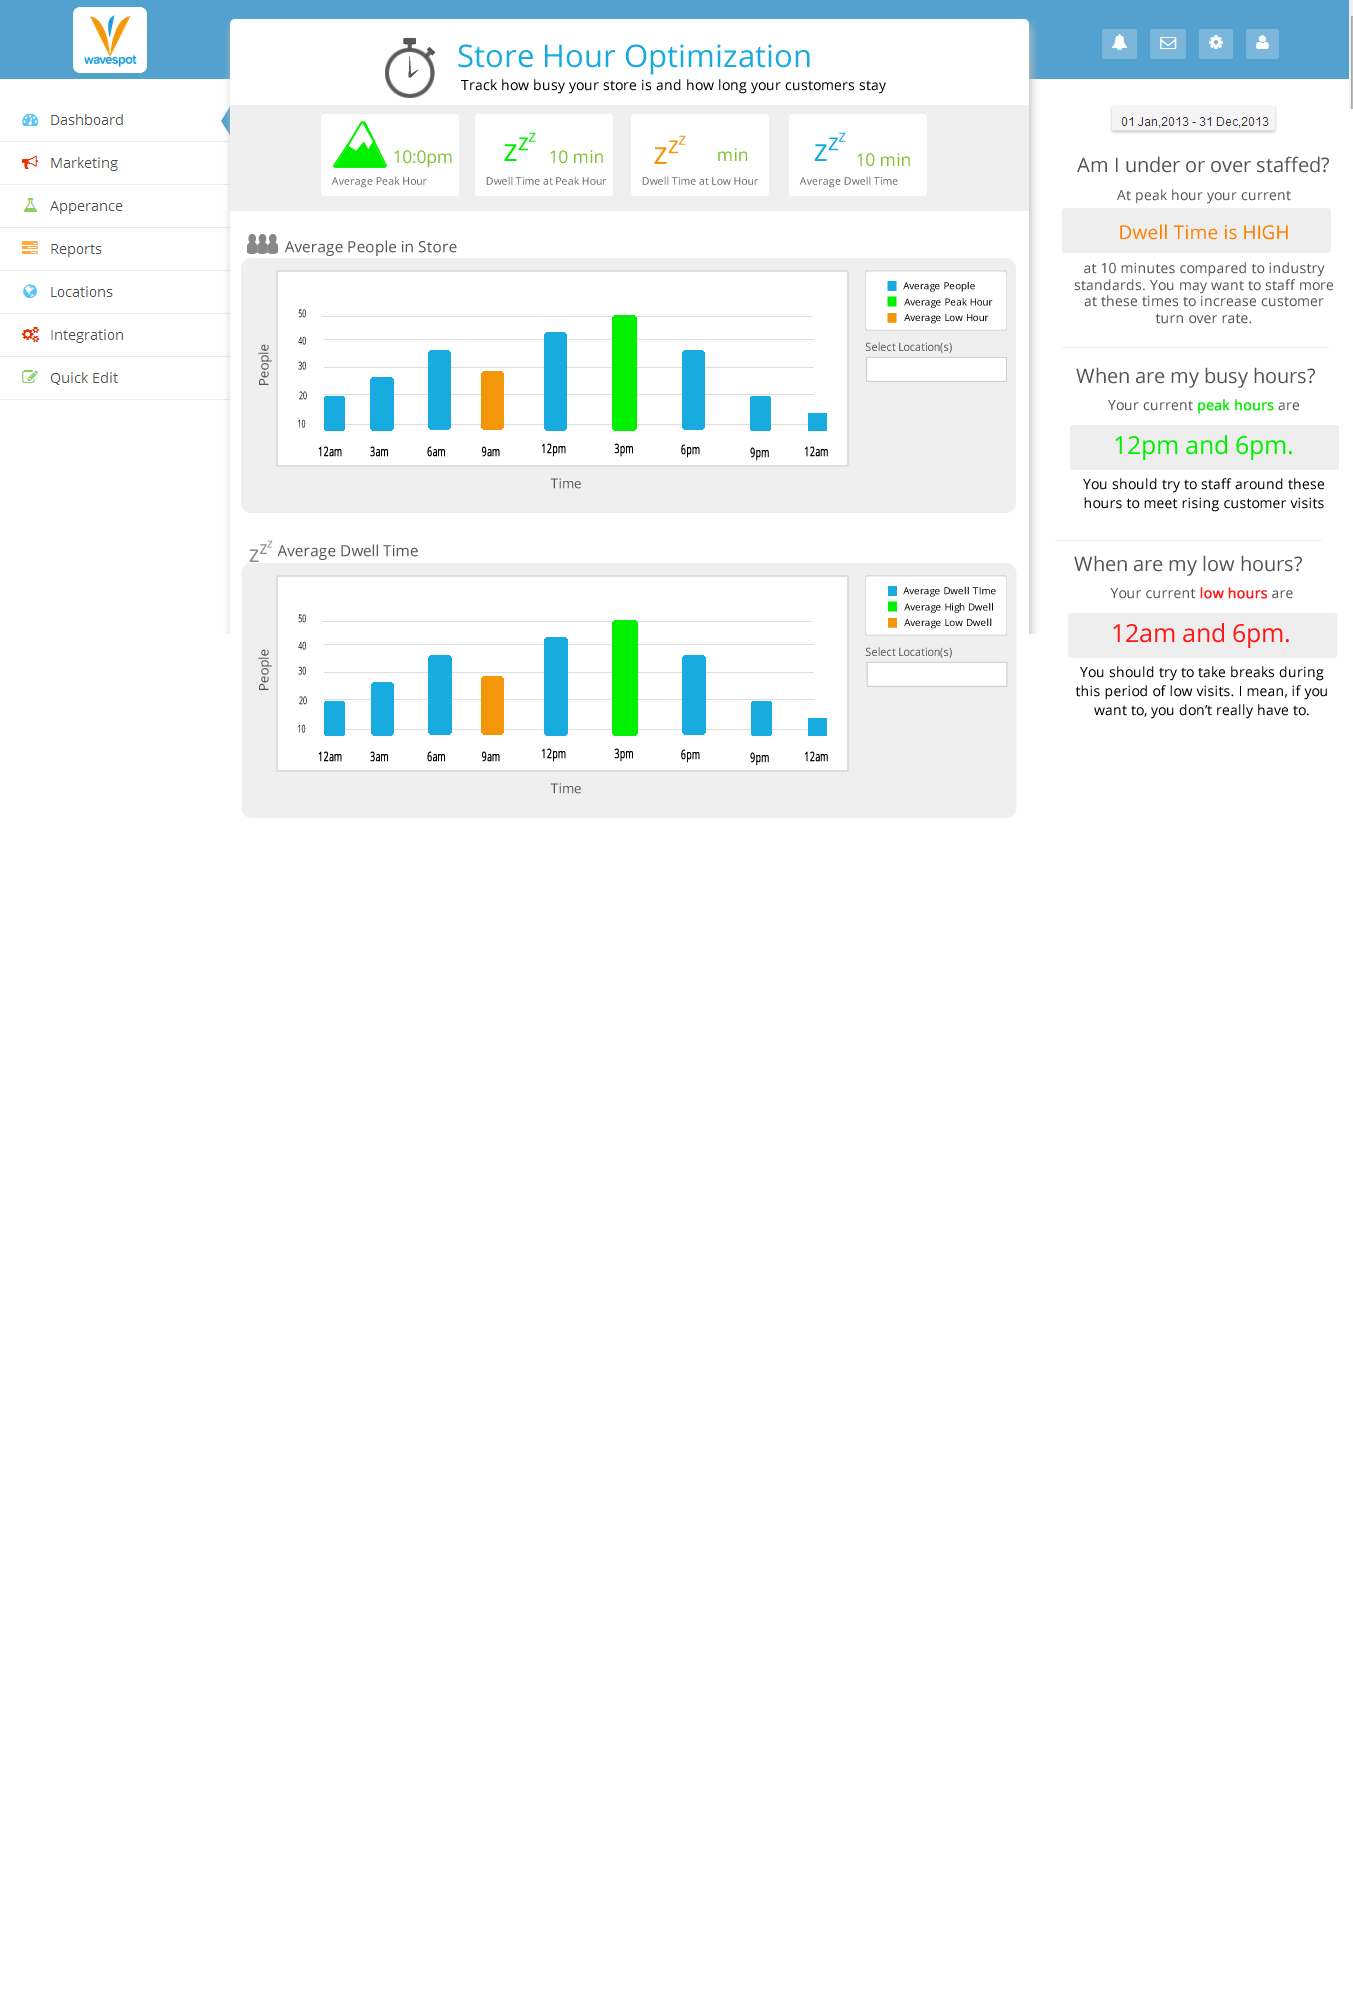 wavespot
Store Hour Optimization
Track how busy your store is and how long your customers stay
Dashboard
Marketing
Apperance
Reports
Locations
Integration
Quick Edit
10:0pm
Average Peak Hour
zzz 10 min
Dwell Time at Peak Hour
zzz min
Dwell Time at Low Hour
zzz 10 min
Average Dwell Time
Average People in Store
People
50
40
30
20
10
12am 3am 6am 9am 12pm 3pm 6pm 9pm 12am
Time
Average People
Average Peak Hour
Average Low Hour
Select Location(s)
zzz Average Dwell Time
People
50
40
30
20
10
12am 3am 6am 9am 12pm 3pm 6pm 9pm 12am
Time
Average Dwell TIme
Average High Dwell
Average Low Dwell
Select Location(s)
01 Jan,2013 - 31 Dec,2013
Am I under or over staffed?
At peak hour your current
Dwell Time is HIGH
at 10 minutes compared to industry
standards. You may want to staff more
at these times to increase customer
turn over rate.
When are my busy hours?
Your current peak hours are
12pm and 6pm.
You should try to staff around these
hours to meet rising customer visits
When are my low hours?
Your current low hours are
12am and 6pm.
You should try to take breaks during
this period of low visits. I mean, if you
want to, you don't really have to.